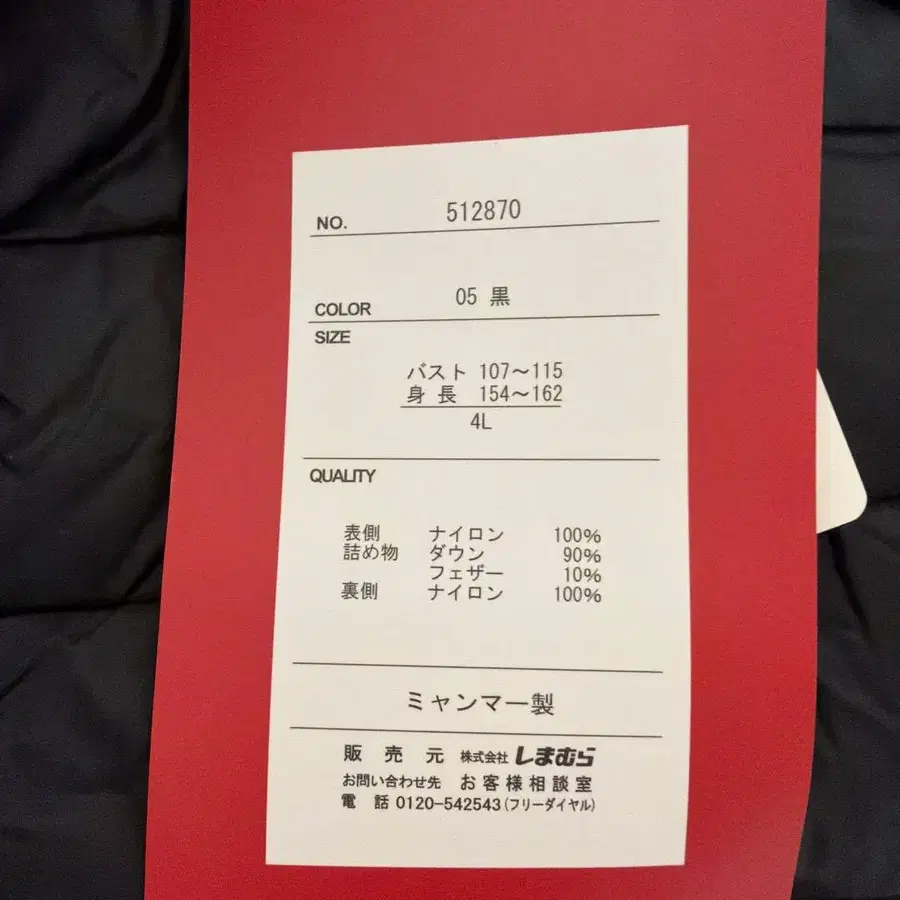 NO. 512870
COLOR 05 黒
SIZE
バスト 107～115
身長 154～162
4L
QUALITY
表側 ナイロン 100%
詰め物 ダウン 90%
フェザー 10%
裏側 ナイロン 100%
ミャンマー製
販売元 株式会社 しまむら
お問い合わせ先 お客様相談室
電話 0120-542543(フリーダイヤル)